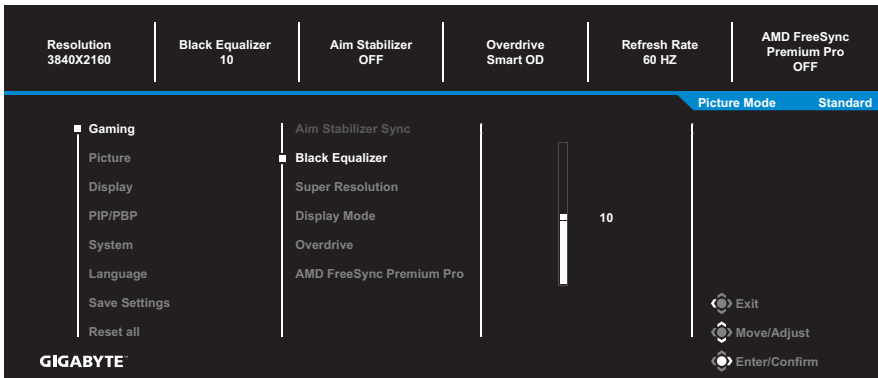 Resolution
3840X2160
Black Equalizer
10
Aim Stabilizer
OFF
Overdrive
Smart OD
Refresh Rate
60 HZ
AMD FreeSync
Premium Pro
OFF
Picture Mode Standard
Gaming
Picture
Display
PIP/PBP
System
Language
Save Settings
Reset all
Aim Stabilizer Sync
Black Equalizer
Super Resolution
Display Mode
Overdrive
AMD FreeSync Premium Pro
10
Exit
Move/Adjust
Enter/Confirm
GIGABYTE™